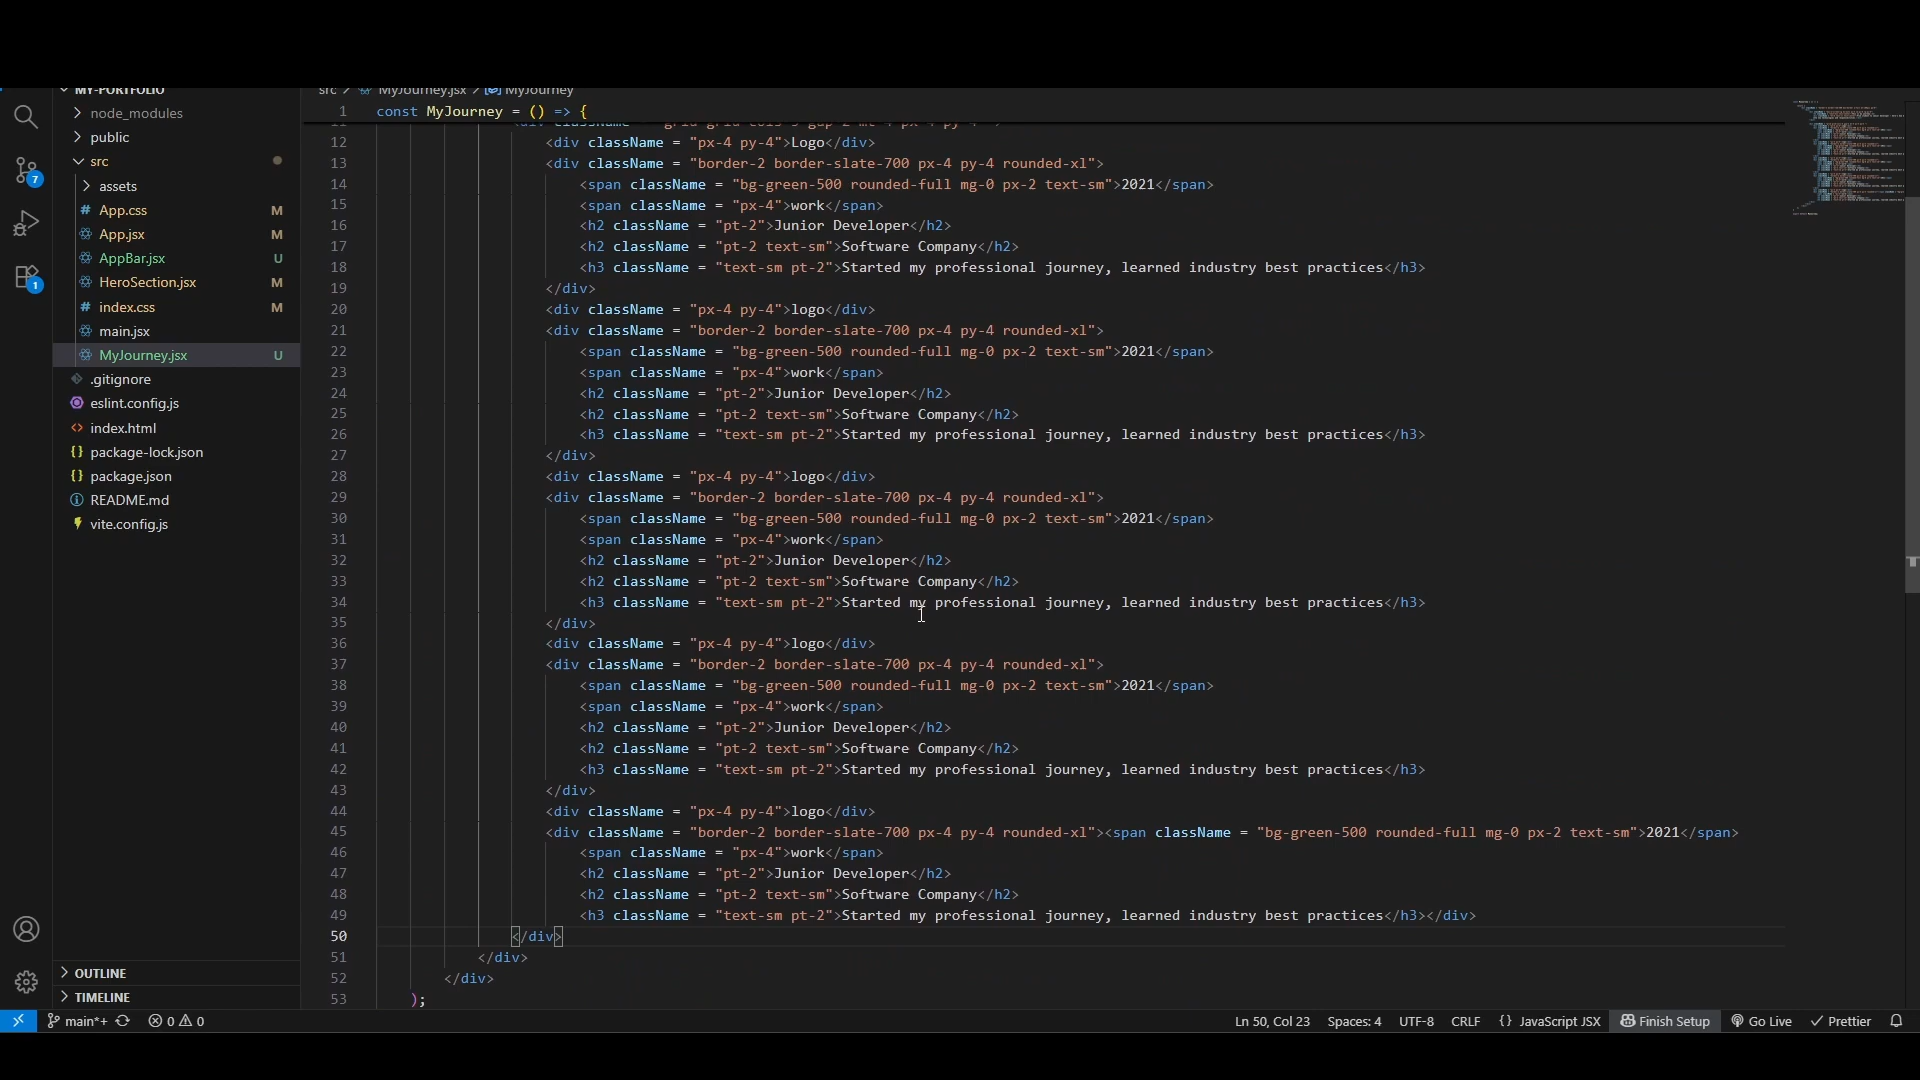 MY-PORTFOLIO
node_modules
public
src
assets
App.css M
App.jsx M
AppBar.jsx U
HeroSection.jsx M
index.css M
main.jsx
MyJourney.jsx U
.gitignore
eslint.config.js
index.html
package-lock.json
package.json
README.md
vite.config.js
OUTLINE
TIMELINE
7
1
src > MyJourney.jsx > MyJourney
1 const MyJourney = () => {
12 <div className = "px-4 py-4">Logo</div>
13 <div className = "border-2 border-slate-700 px-4 py-4 rounded-xl">
14 <span className = "bg-green-500 rounded-full mg-0 px-2 text-sm">2021</span>
15 <span className = "px-4">work</span>
16 <h2 className = "pt-2">Junior Developer</h2>
17 <h2 className = "pt-2 text-sm">Software Company</h2>
18 <h3 className = "text-sm pt-2">Started my professional journey, learned industry best practices</h3>
19 </div>
20 <div className = "px-4 py-4">logo</div>
21 <div className = "border-2 border-slate-700 px-4 py-4 rounded-xl">
22 <span className = "bg-green-500 rounded-full mg-0 px-2 text-sm">2021</span>
23 <span className = "px-4">work</span>
24 <h2 className = "pt-2">Junior Developer</h2>
25 <h2 className = "pt-2 text-sm">Software Company</h2>
26 <h3 className = "text-sm pt-2">Started my professional journey, learned industry best practices</h3>
27 </div>
28 <div className = "px-4 py-4">logo</div>
29 <div className = "border-2 border-slate-700 px-4 py-4 rounded-xl">
30 <span className = "bg-green-500 rounded-full mg-0 px-2 text-sm">2021</span>
31 <span className = "px-4">work</span>
32 <h2 className = "pt-2">Junior Developer</h2>
33 <h2 className = "pt-2 text-sm">Software Company</h2>
34 <h3 className = "text-sm pt-2">Started my professional journey, learned industry best practices</h3>
35 </div>
36 <div className = "px-4 py-4">logo</div>
37 <div className = "border-2 border-slate-700 px-4 py-4 rounded-xl">
38 <span className = "bg-green-500 rounded-full mg-0 px-2 text-sm">2021</span>
39 <span className = "px-4">work</span>
40 <h2 className = "pt-2">Junior Developer</h2>
41 <h2 className = "pt-2 text-sm">Software Company</h2>
42 <h3 className = "text-sm pt-2">Started my professional journey, learned industry best practices</h3>
43 </div>
44 <div className = "px-4 py-4">logo</div>
45 <div className = "border-2 border-slate-700 px-4 py-4 rounded-xl"><span className = "bg-green-500 rounded-full mg-0 px-2 text-sm">2021</span>
46 <span className = "px-4">work</span>
47 <h2 className = "pt-2">Junior Developer</h2>
48 <h2 className = "pt-2 text-sm">Software Company</h2>
49 <h3 className = "text-sm pt-2">Started my professional journey, learned industry best practices</h3></div>
50 </div>
51 </div>
52 </div>
53 );
main*+ 0 0 Ln 50, Col 23 Spaces: 4 UTF-8 CRLF {} JavaScript JSX Finish Setup Go Live Prettier